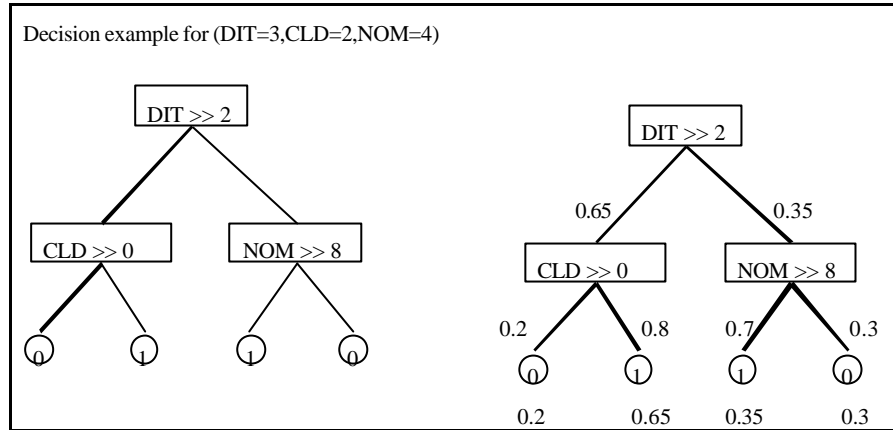 Decision example for (DIT=3,CLD=2,NOM=4)
DIT >> 2
CLD >> 0
NOM >> 8
0
1
1
0
DIT >> 2
0.65
0.35
CLD >> 0
NOM >> 8
0.2
0.8
0.7
0.3
0
1
1
0
0.2
0.65
0.35
0.3